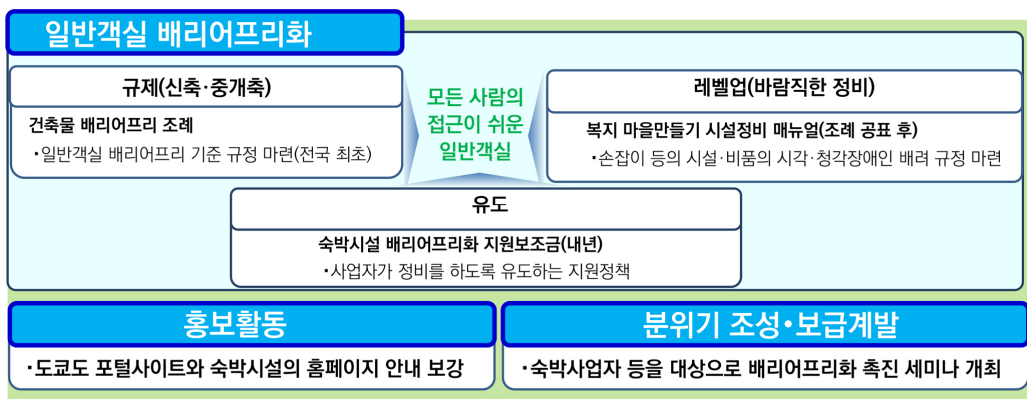 일반객실 배리어프리화
규제(신축·중개축)
건축물 배리어프리 조례
·일반객실 배리어프리 기준 규정 마련(전국 최초)
모든 사람의
접근이 쉬운
일반객실
레벨업(바람직한 정비)
복지 마을만들기 시설정비 매뉴얼(조례 공표 후)
·손잡이 등의 시설·비품의 시각·청각장애인 배려 규정 마련
유도
숙박시설 배리어프리화 지원보조금(내년)
·사업자가 정비를 하도록 유도하는 지원정책
홍보활동
·도쿄도 포털사이트와 숙박시설의 홈페이지 안내 보강
분위기 조성·보급계발
·숙박사업자 등을 대상으로 배리어프리화 촉진 세미나 개최